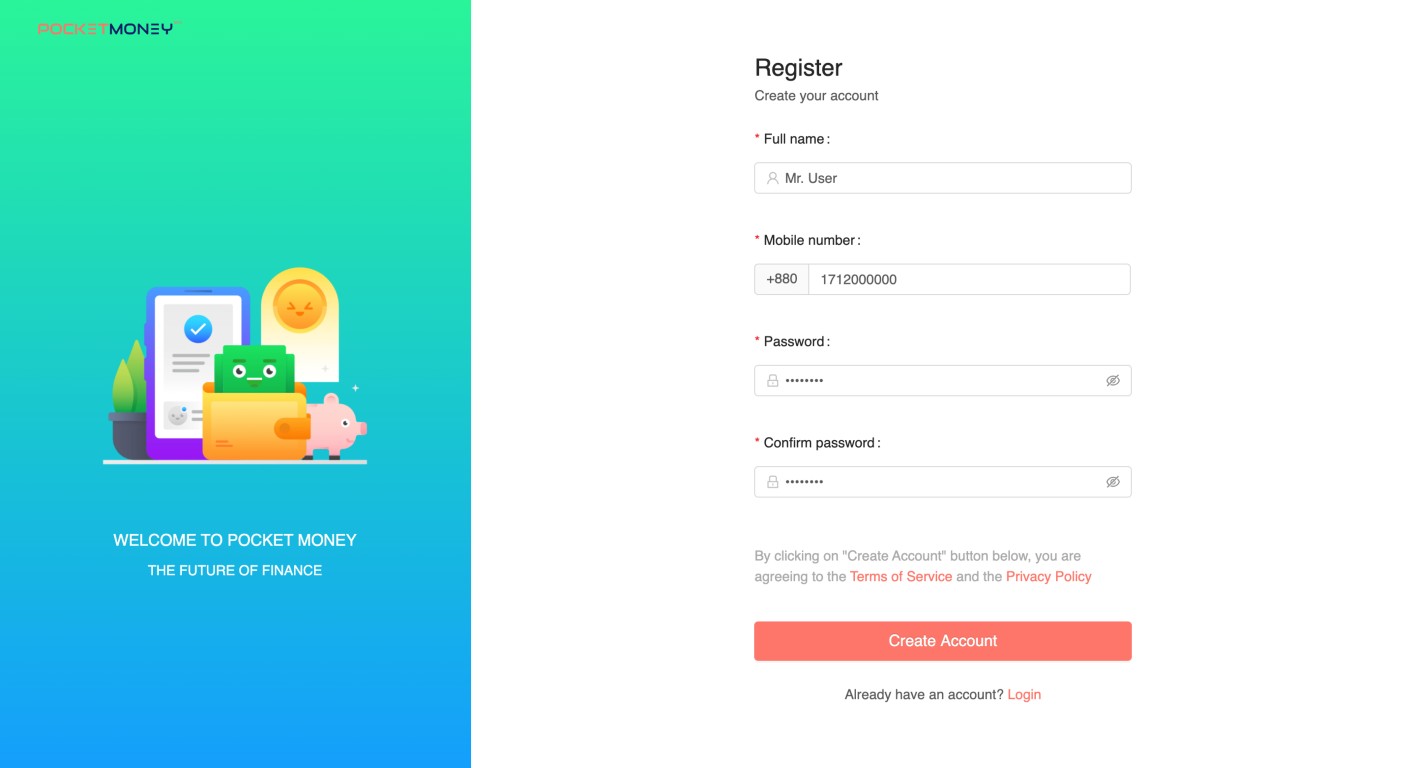 POCKETMONEY
Register
Create your account
* Full name :
Mr. User
* Mobile number :
+880 1712000000
* Password :
••••••••
* Confirm password :
••••••••
By clicking on "Create Account" button below, you are
agreeing to the Terms of Service and the Privacy Policy
Create Account
Already have an account? Login
WELCOME TO POCKET MONEY
THE FUTURE OF FINANCE